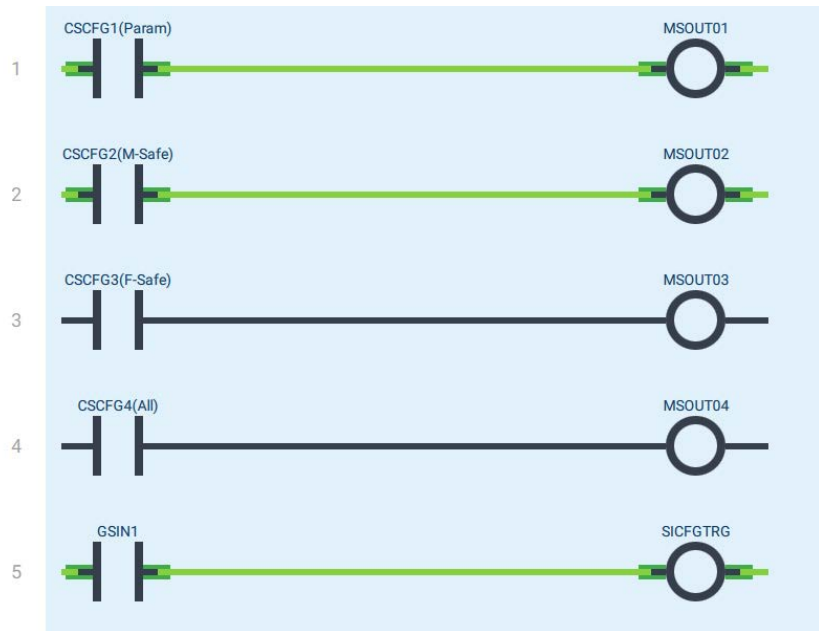 CSCFG1(Param) MSOUT01
1
CSCFG2(M-Safe) MSOUT02
2
CSCFG3(F-Safe) MSOUT03
3
CSCFG4(All) MSOUT04
4
GSIN1 SICFGTRG
5